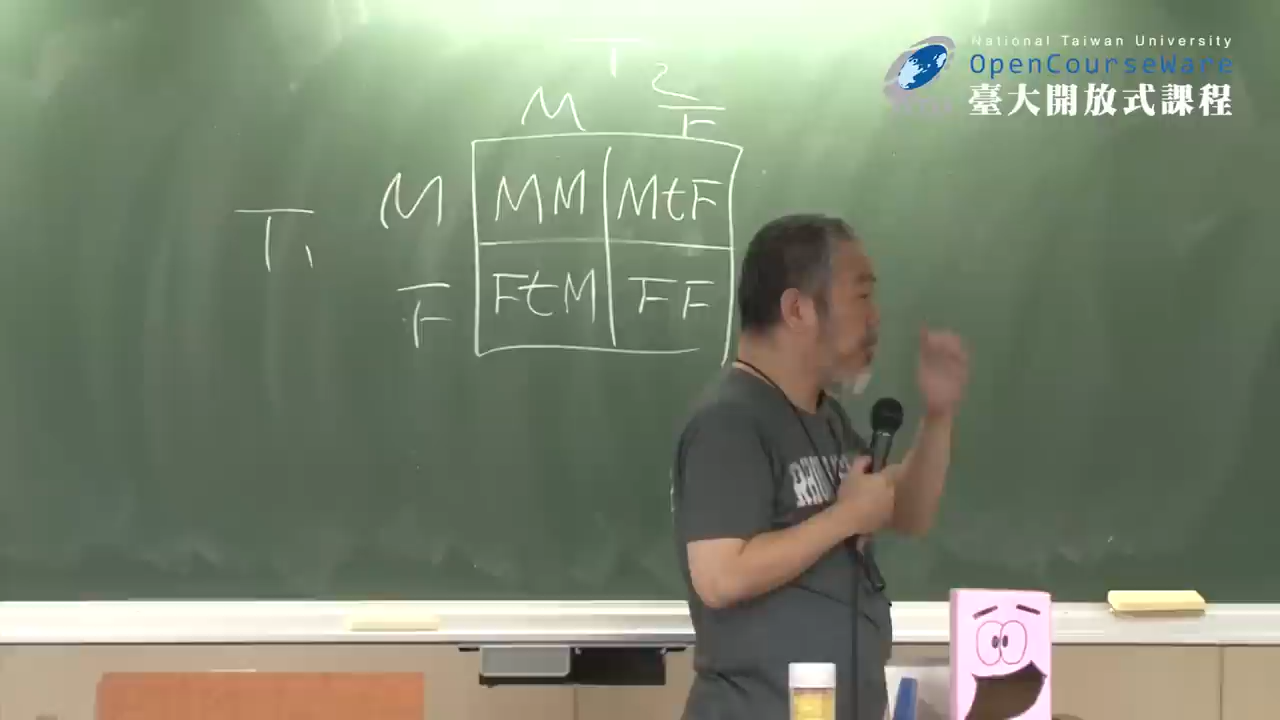 National Taiwan University
OpenCourseWare
臺大開放式課程
T2
M F
T1
M MM MtF
F FtM FF